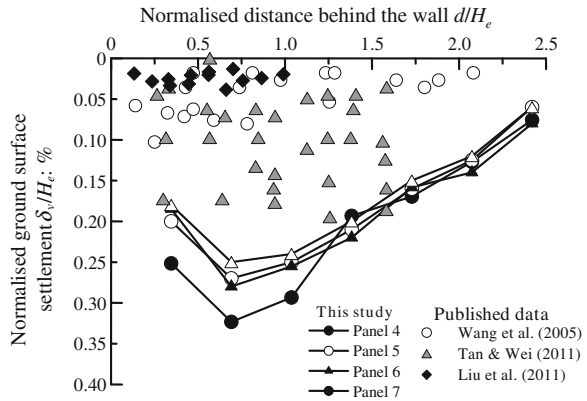 Normalised distance behind the wall d/Hₑ
0 0.5 1.0 1.5 2.0 2.5
0
0.05
0.10
0.15
0.20
0.25
0.30
0.35
0.40
Normalised ground surface
settlement δᵥ/Hₑ: %
This study
Panel 4
Panel 5
Panel 6
Panel 7
Published data
Wang et al. (2005)
Tan & Wei (2011)
Liu et al. (2011)